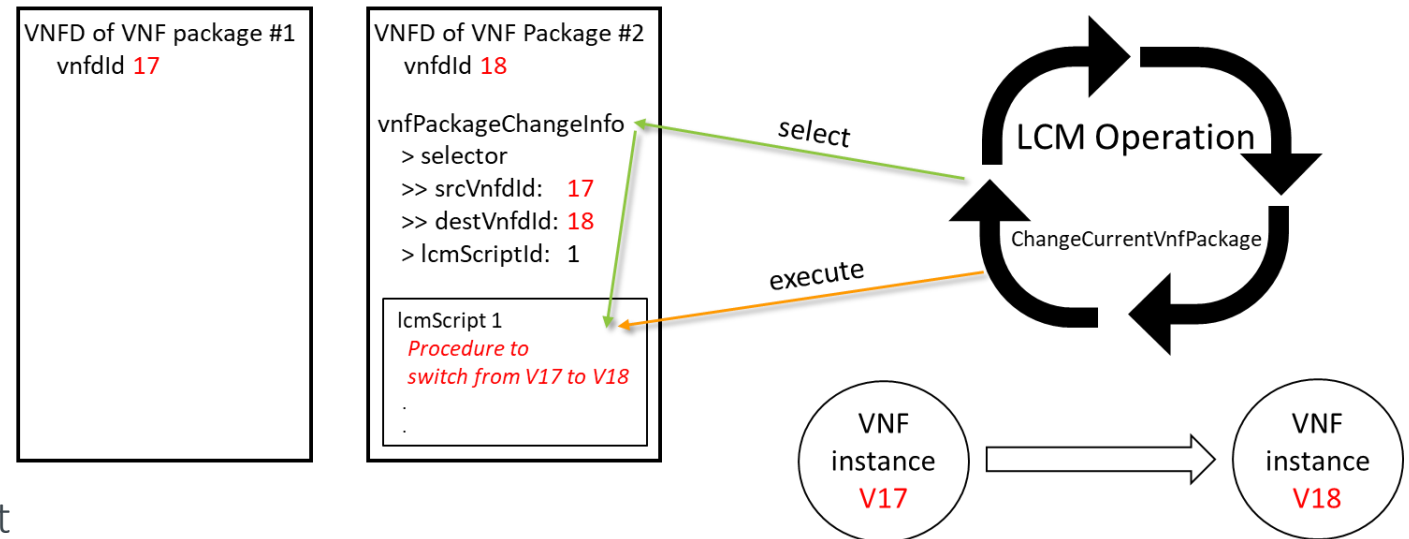 VNFD of VNF package #1
vnfdId 17
VNFD of VNF Package #2
vnfdId 18
vnfPackageChangeInfo
> selector
>> srcVnfdId: 17
>> destVnfdId: 18
> lcmScriptId: 1
lcmScript 1
Procedure to
switch from V17 to V18
.
.
select
execute
LCM Operation
ChangeCurrentVnfPackage
VNF
instance
V17
VNF
instance
V18
t